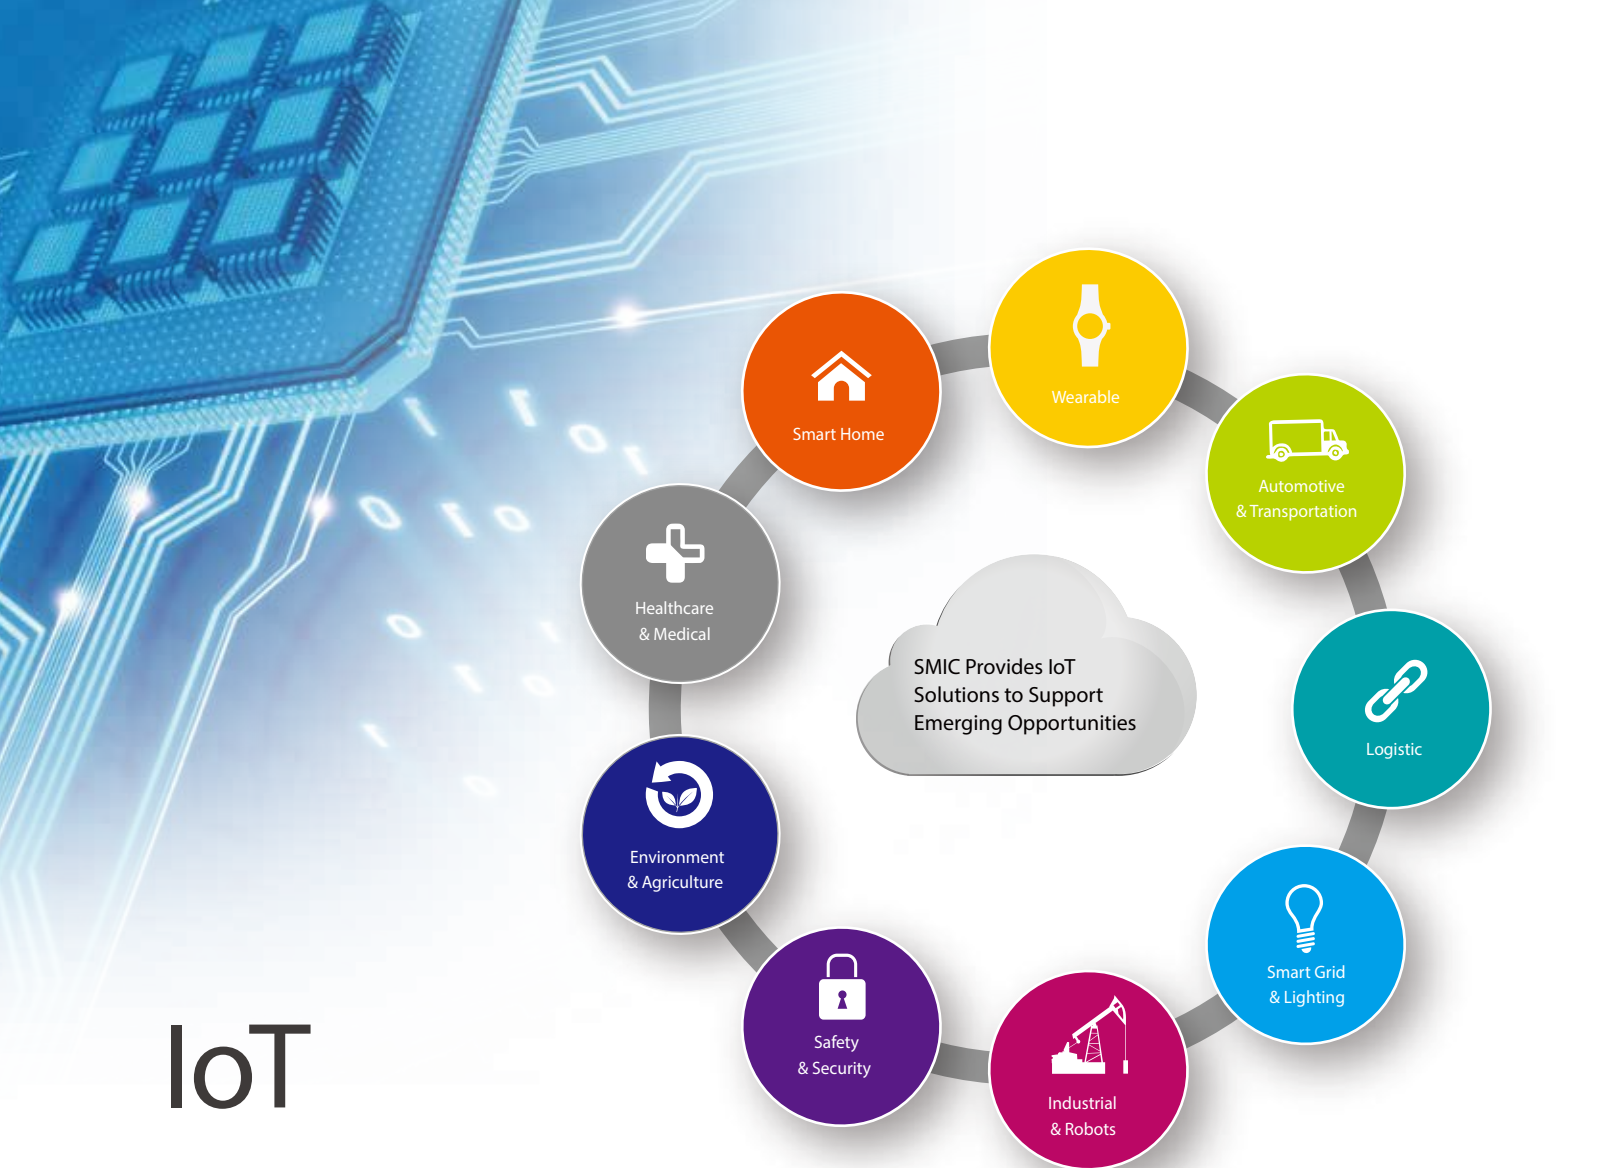 Wearable
Smart Home
Automotive
& Transportation
Healthcare
& Medical
SMIC Provides IoT
Solutions to Support
Emerging Opportunities
Logistic
Environment
& Agriculture
Smart Grid
& Lighting
Safety
& Security
Industrial
& Robots
IoT